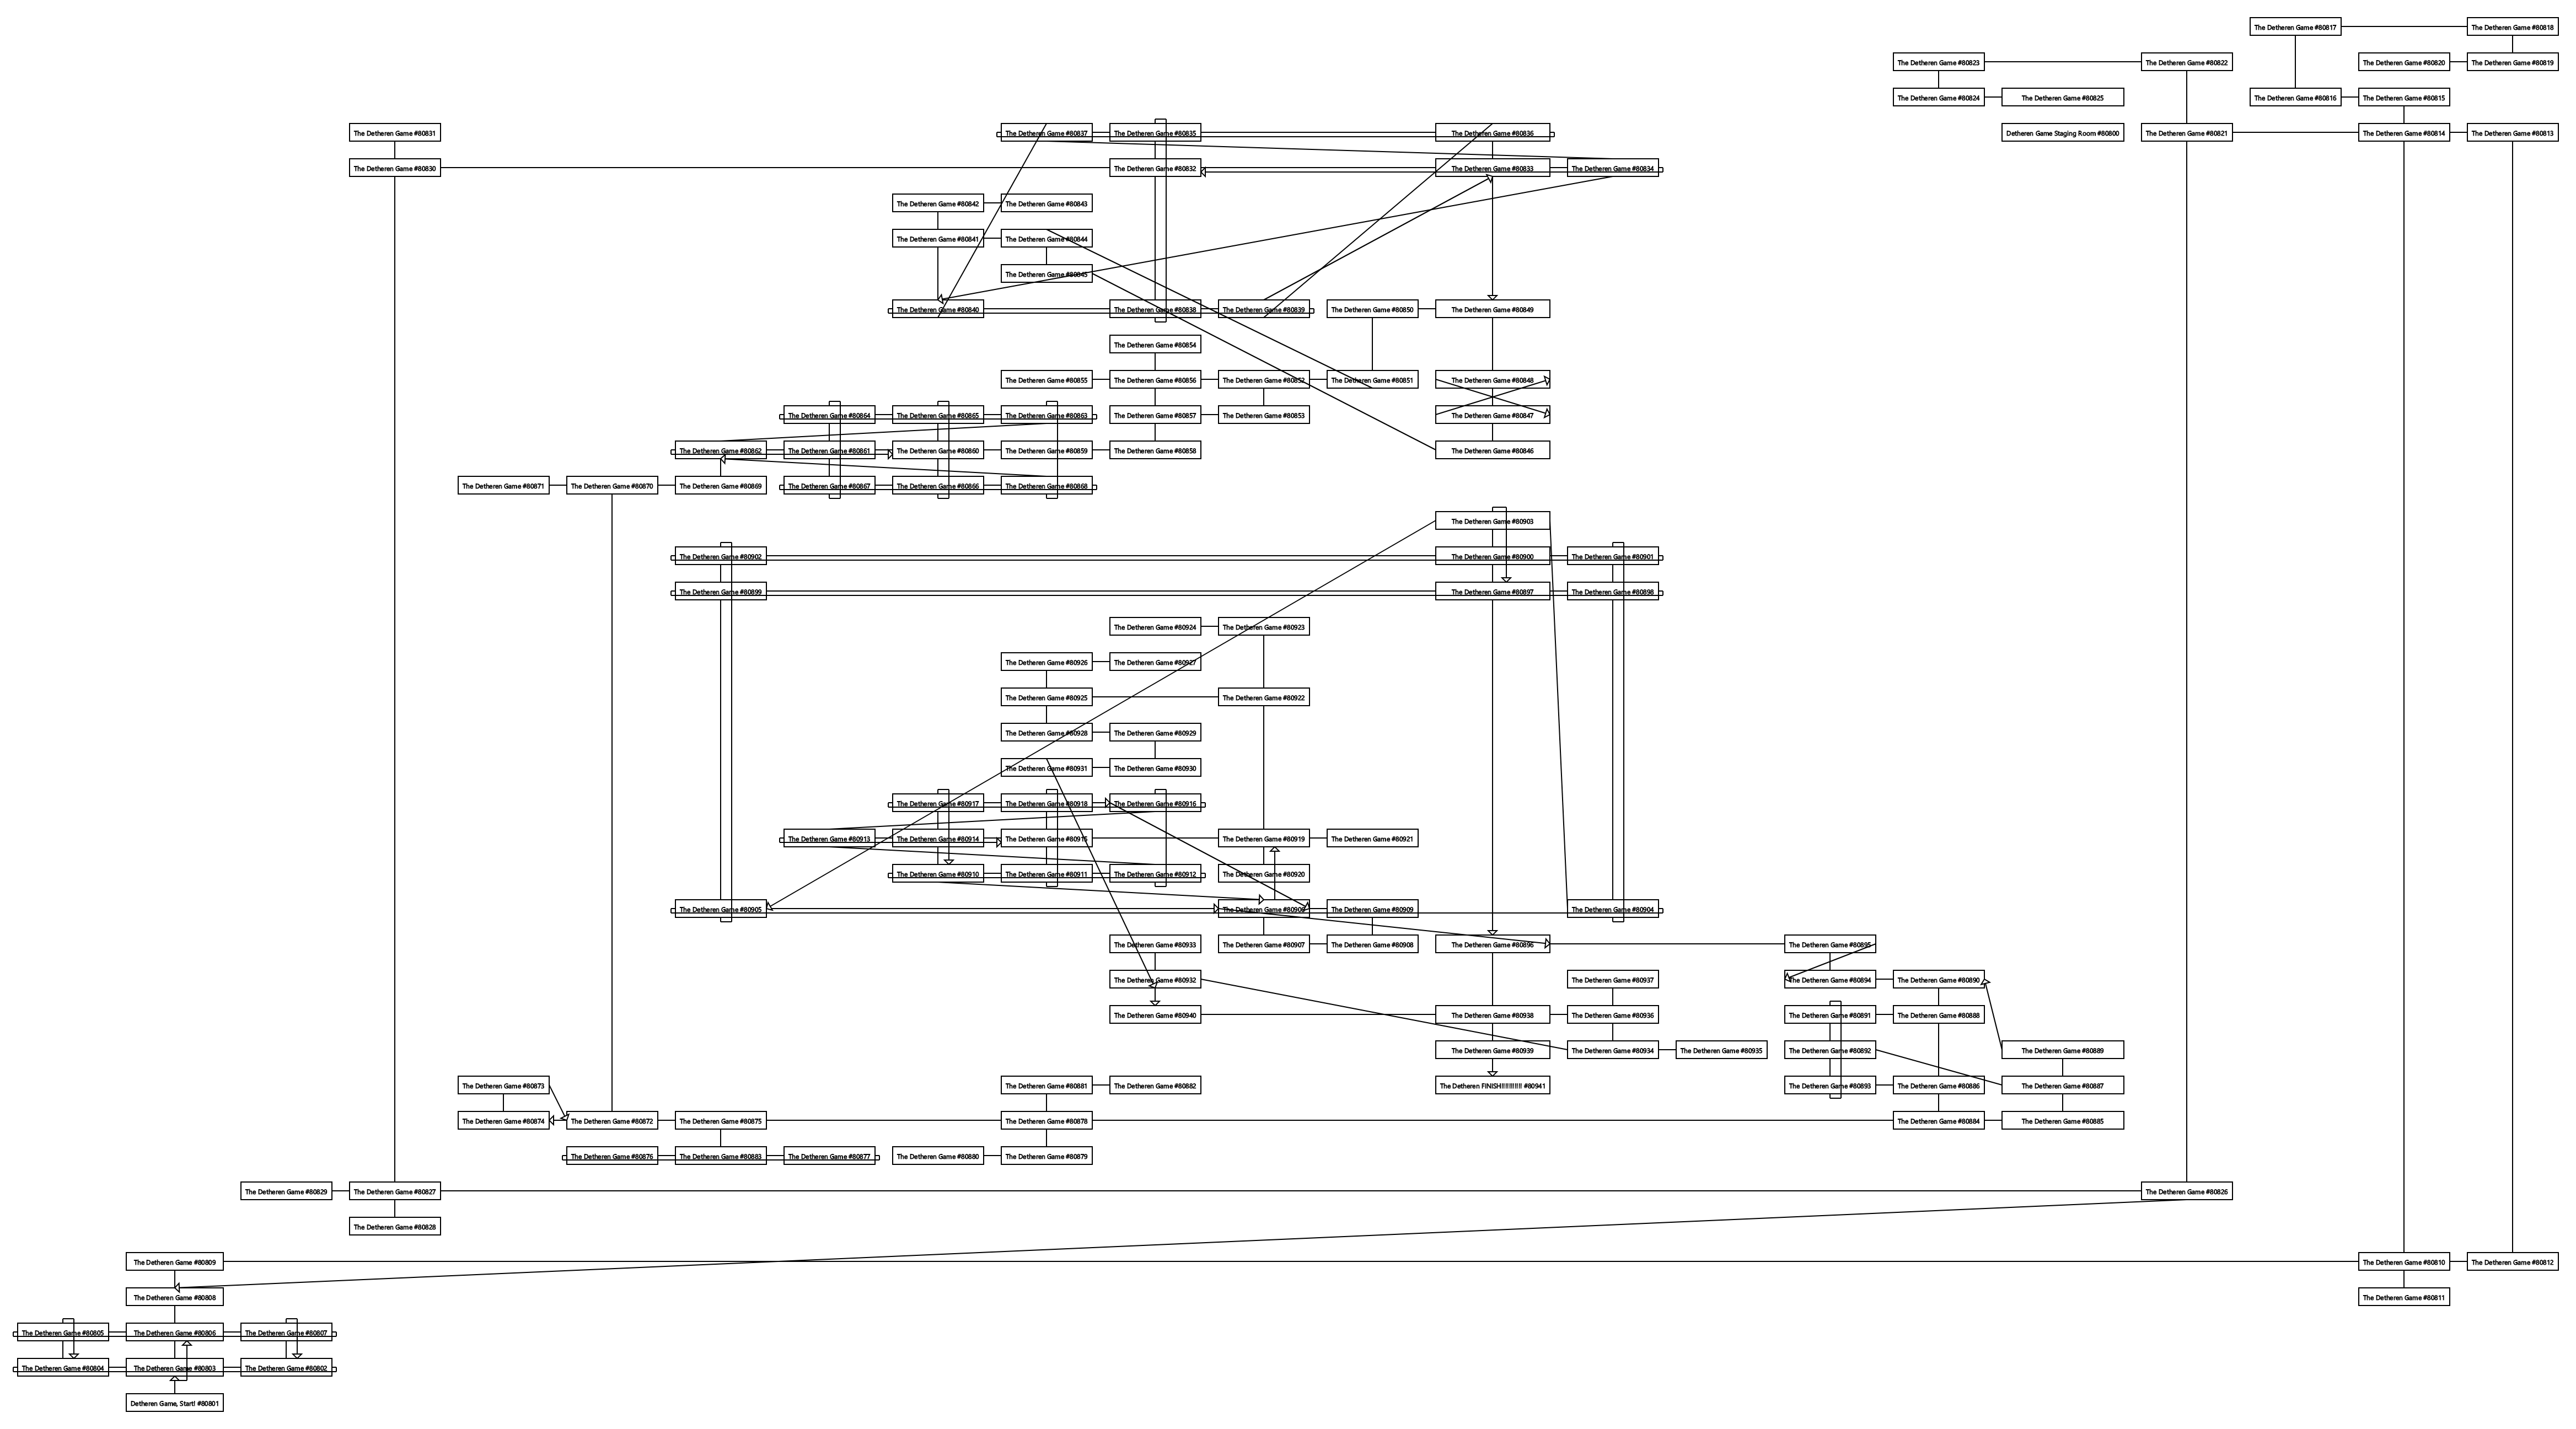 The Detheren Game #80817
The Detheren Game #80818
The Detheren Game #80823
The Detheren Game #80822
The Detheren Game #80820
The Detheren Game #80819
The Detheren Game #80824
The Detheren Game #80825
The Detheren Game #80816
The Detheren Game #80815
The Detheren Game #80831
The Detheren Game #80837
The Detheren Game #80835
The Detheren Game #80836
Detheren Game Staging Room #80800
The Detheren Game #80821
The Detheren Game #80814
The Detheren Game #80813
The Detheren Game #80830
The Detheren Game #80832
The Detheren Game #80833
The Detheren Game #80834
The Detheren Game #80842
The Detheren Game #80843
The Detheren Game #80841
The Detheren Game #80844
The Detheren Game #80845
The Detheren Game #80840
The Detheren Game #80838
The Detheren Game #80839
The Detheren Game #80850
The Detheren Game #80849
The Detheren Game #80854
The Detheren Game #80855
The Detheren Game #80856
The Detheren Game #80852
The Detheren Game #80851
The Detheren Game #80848
The Detheren Game #80864
The Detheren Game #80865
The Detheren Game #80863
The Detheren Game #80857
The Detheren Game #80853
The Detheren Game #80847
The Detheren Game #80862
The Detheren Game #80861
The Detheren Game #80860
The Detheren Game #80859
The Detheren Game #80858
The Detheren Game #80846
The Detheren Game #80871
The Detheren Game #80870
The Detheren Game #80869
The Detheren Game #80867
The Detheren Game #80866
The Detheren Game #80868
The Detheren Game #80903
The Detheren Game #80902
The Detheren Game #80900
The Detheren Game #80901
The Detheren Game #80899
The Detheren Game #80897
The Detheren Game #80898
The Detheren Game #80924
The Detheren Game #80923
The Detheren Game #80926
The Detheren Game #80927
The Detheren Game #80925
The Detheren Game #80922
The Detheren Game #80928
The Detheren Game #80929
The Detheren Game #80931
The Detheren Game #80930
The Detheren Game #80917
The Detheren Game #80918
The Detheren Game #80916
The Detheren Game #80913
The Detheren Game #80914
The Detheren Game #80915
The Detheren Game #80919
The Detheren Game #80921
The Detheren Game #80910
The Detheren Game #80911
The Detheren Game #80912
The Detheren Game #80920
The Detheren Game #80905
The Detheren Game #80906
The Detheren Game #80909
The Detheren Game #80904
The Detheren Game #80933
The Detheren Game #80907
The Detheren Game #80908
The Detheren Game #80896
The Detheren Game #80895
The Detheren Game #80932
The Detheren Game #80937
The Detheren Game #80894
The Detheren Game #80890
The Detheren Game #80940
The Detheren Game #80938
The Detheren Game #80936
The Detheren Game #80891
The Detheren Game #80888
The Detheren Game #80939
The Detheren Game #80934
The Detheren Game #80935
The Detheren Game #80892
The Detheren Game #80889
The Detheren Game #80873
The Detheren Game #80881
The Detheren Game #80882
The Detheren FINISH!!!!!!!!!!! #80941
The Detheren Game #80893
The Detheren Game #80886
The Detheren Game #80887
The Detheren Game #80874
The Detheren Game #80872
The Detheren Game #80875
The Detheren Game #80878
The Detheren Game #80884
The Detheren Game #80885
The Detheren Game #80876
The Detheren Game #80883
The Detheren Game #80877
The Detheren Game #80880
The Detheren Game #80879
The Detheren Game #80829
The Detheren Game #80827
The Detheren Game #80826
The Detheren Game #80828
The Detheren Game #80809
The Detheren Game #80810
The Detheren Game #80812
The Detheren Game #80808
The Detheren Game #80811
The Detheren Game #80805
The Detheren Game #80806
The Detheren Game #80807
The Detheren Game #80804
The Detheren Game #80803
The Detheren Game #80802
Detheren Game, Start! #80801